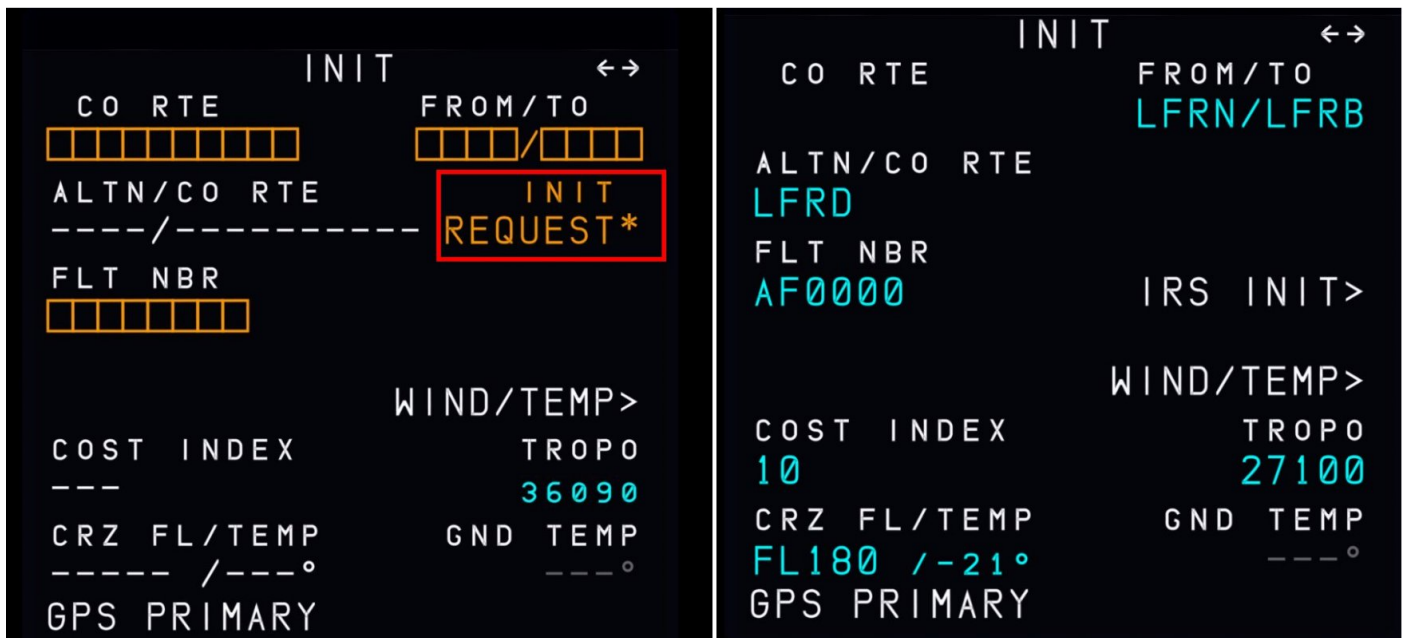 INIT ←→
CO RTE FROM/TO
□□□□□□□□□□ □□□□/□□□□
ALTN/CO RTE INIT
----/---------- REQUEST*
FLT NBR
□□□□□□□□
WIND/TEMP>
COST INDEX TROPO
--- 36090
CRZ FL/TEMP GND TEMP
----- /---° ---°
GPS PRIMARY
INIT ←→
CO RTE FROM/TO
LFRN/LFRB
ALTN/CO RTE
LFRD
FLT NBR
AF0000 IRS INIT>
WIND/TEMP>
COST INDEX TROPO
10 27100
CRZ FL/TEMP GND TEMP
FL180 /-21° ---°
GPS PRIMARY